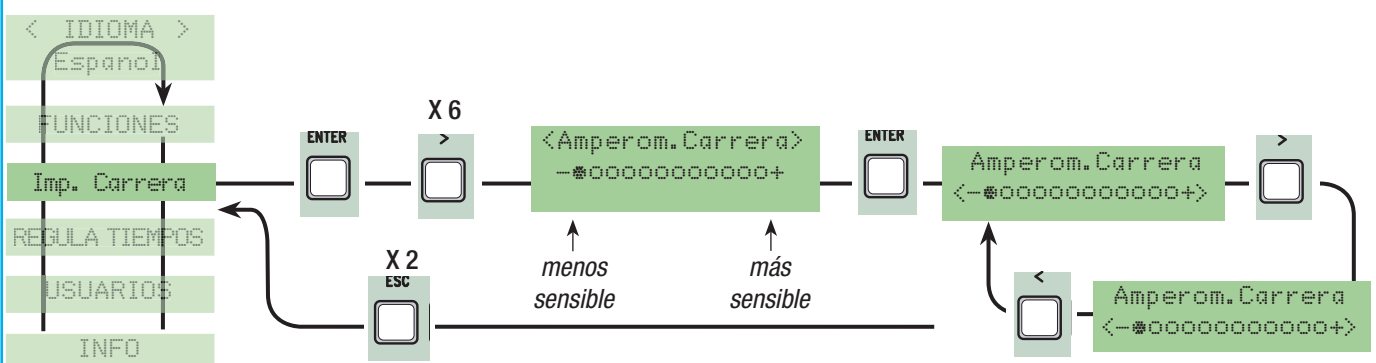 < IDIOMA >
Espanol
FUNCIONES
Imp. Carrera
REGULA TIEMPOS
USUARIOS
INFO
ENTER
X 6
>
<Amperom.Carrera>
-●ooooooooooo+
menos
sensible
más
sensible
ENTER
Amperom.Carrera
<-●ooooooooooo+>
>
<
Amperom.Carrera
<-●ooooooooooo+>
X 2
ESC